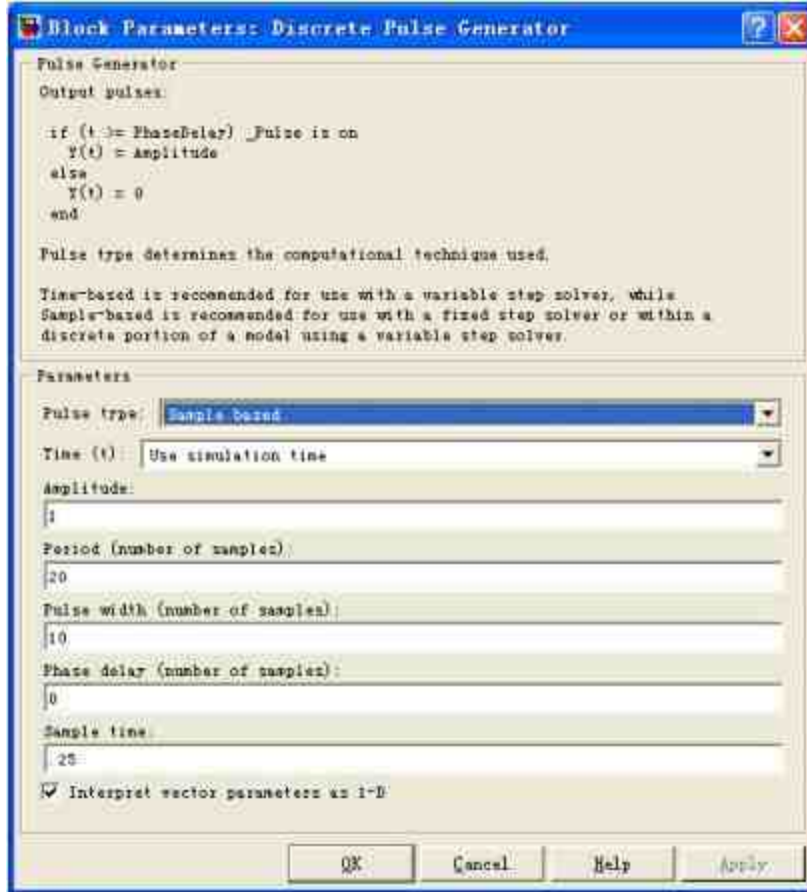 Block Parameters: Discrete Pulse Generator
Pulse Generator
Output pulses:
if (t >= PhaseDelay) _Pulse is on
Y(t) = Amplitude
else
Y(t) = 0
end
Pulse type determines the computational technique used.
Time-based is recommended for use with a variable step solver, while
Sample-based is recommended for use with a fixed step solver or within a
discrete portion of a model using a variable step solver.
Parameters
Pulse type: Sample based
Time (t): Use simulation time
Amplitude:
1
Period (number of samples):
20
Pulse width (number of samples):
10
Phase delay (number of samples):
0
Sample time:
.25
Interpret vector parameters as 1-D
OK Cancel Help Apply